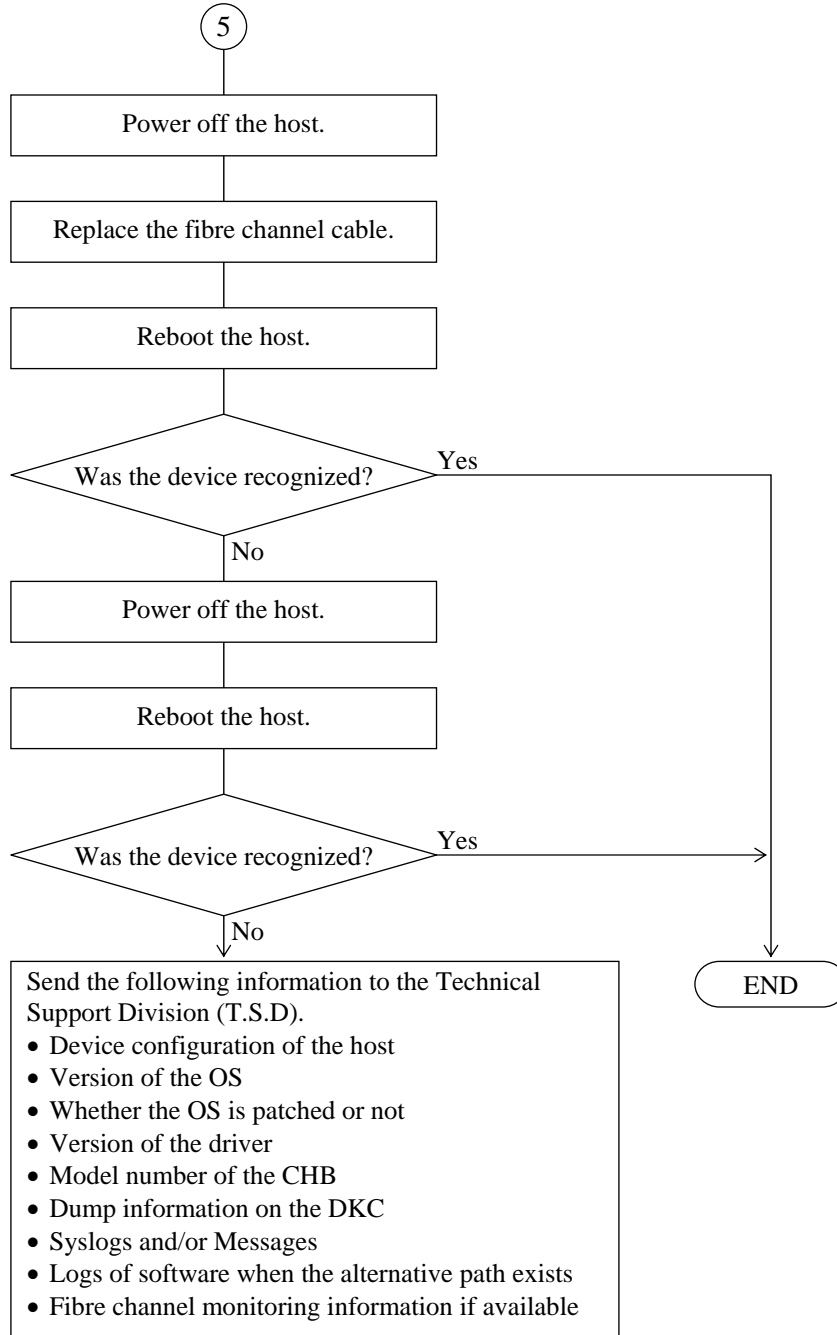 5
Power off the host.
Replace the fibre channel cable.
Reboot the host.
Was the device recognized?
Yes
No
Power off the host.
Reboot the host.
Was the device recognized?
Yes
No
Send the following information to the Technical
Support Division (T.S.D).
• Device configuration of the host
• Version of the OS
• Whether the OS is patched or not
• Version of the driver
• Model number of the CHB
• Dump information on the DKC
• Syslogs and/or Messages
• Logs of software when the alternative path exists
• Fibre channel monitoring information if available
END